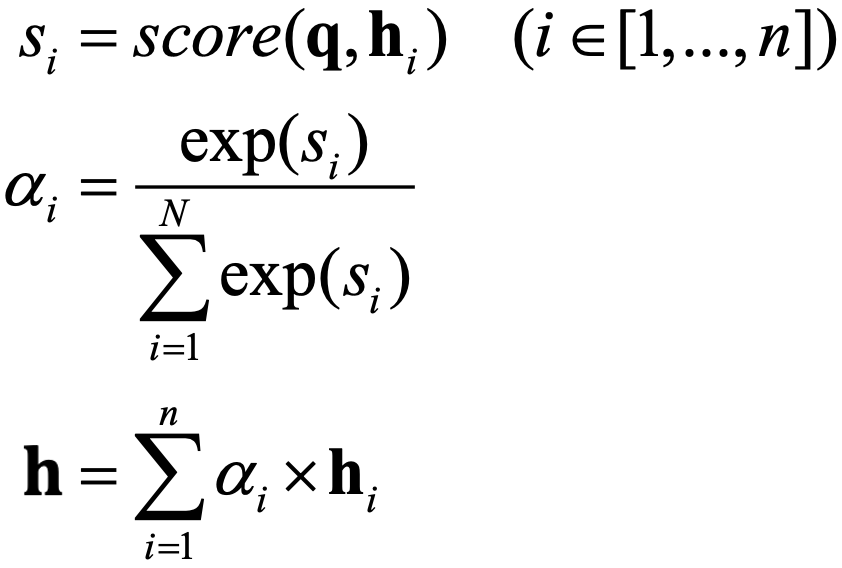 s_i = score(q, h_i) (i ∈ [1, ..., n])
α_i = exp(s_i) / ∑_{i=1}^{N} exp(s_i)
h = ∑_{i=1}^{n} α_i × h_i